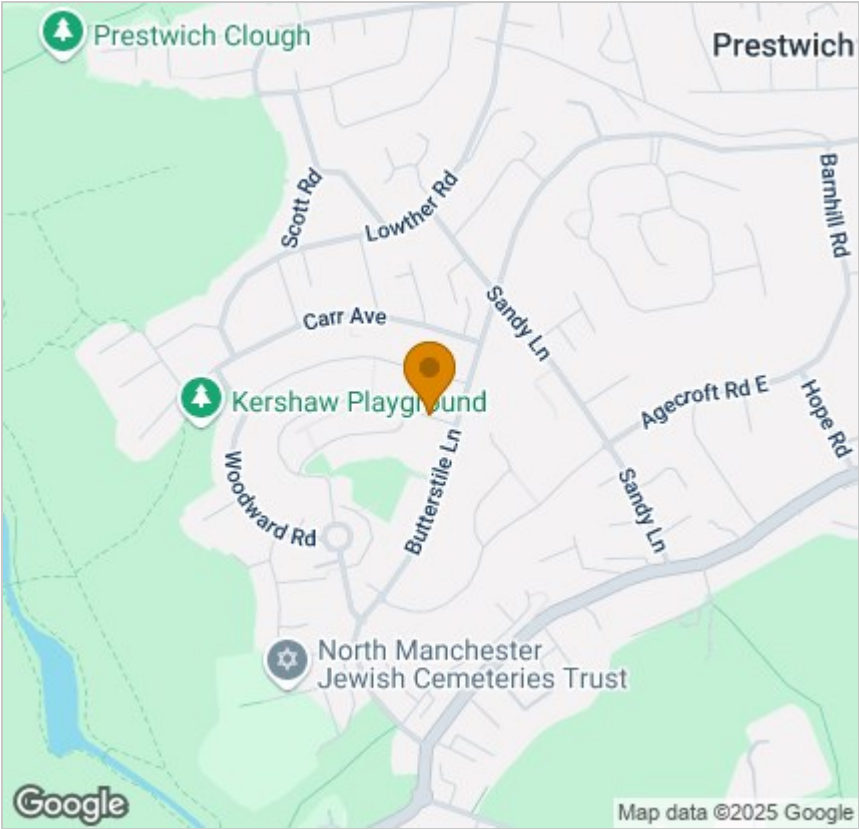 Prestwich Clough
Prestwich
Barnhill Rd
Scott Rd
Lowther Rd
Sandy Ln
Carr Ave
Kershaw Playground
Agecroft Rd E
Hope Rd
Butterstile Ln
Woodward Rd
Sandy Ln
North Manchester
Jewish Cemeteries Trust
Google
Map data ©2025 Google